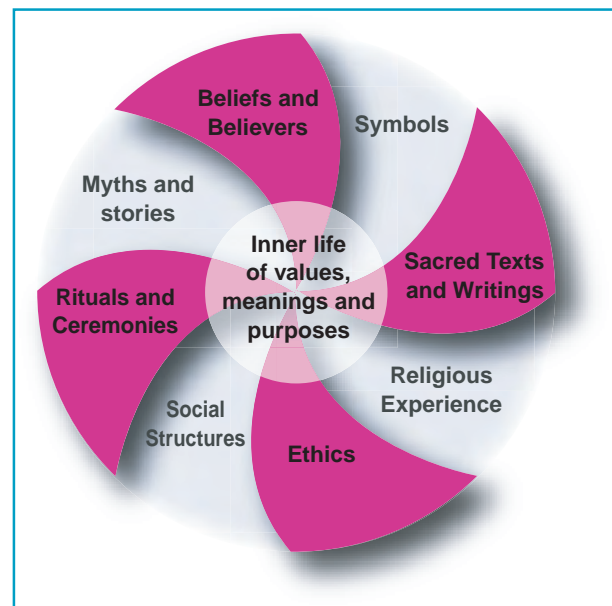 Beliefs and
Believers
Symbols
Myths and
stories
Inner life
of values,
meanings and
purposes
Sacred Texts
and Writings
Rituals and
Ceremonies
Religious
Experience
Social
Structures
Ethics